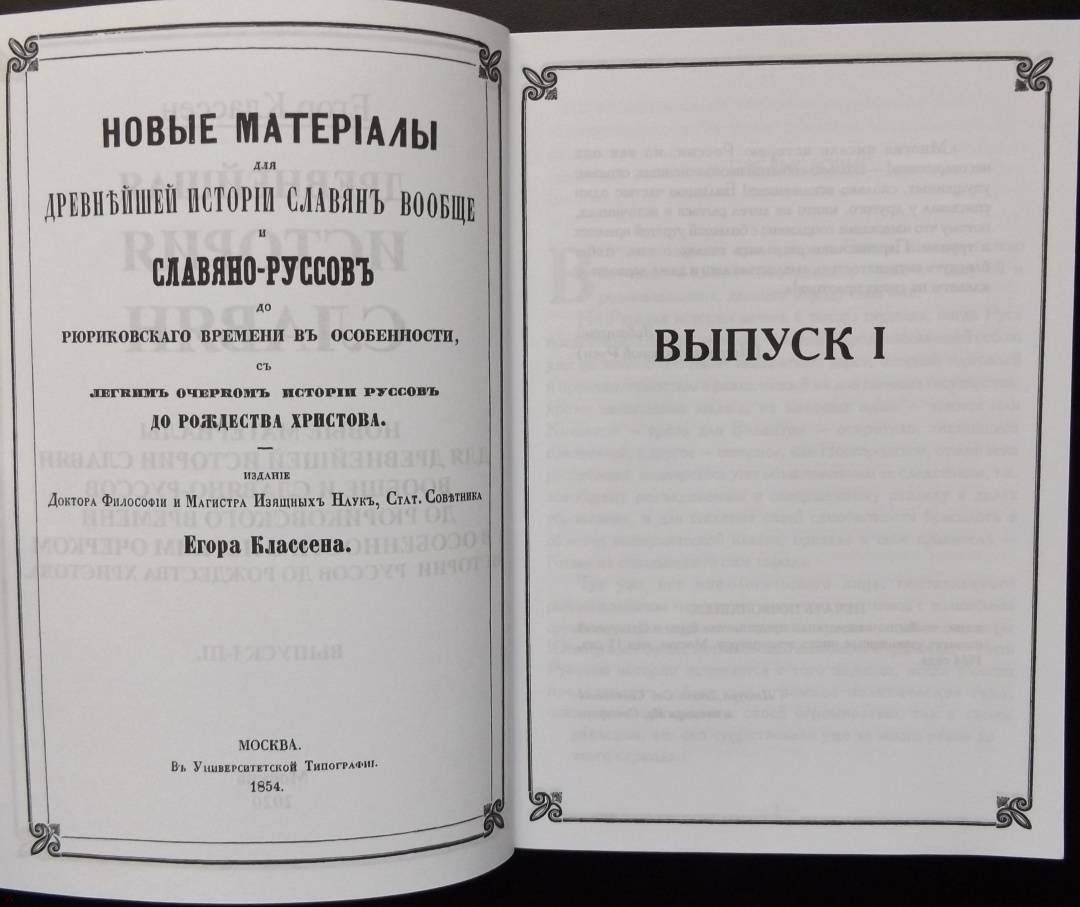 НОВЫЕ МАТЕРІАЛЫ
ДЛЯ
ДРЕВНѢЙШЕЙ ИСТОРІИ СЛАВЯНЪ ВООБЩЕ
И
СЛАВЯНО-РУССОВЪ
ДО
РЮРИКОВСКАГО ВРЕМЕНИ ВЪ ОСОБЕННОСТИ,
СЪ
ЛЕГКИМЪ ОЧЕРКОМЪ ИСТОРІИ РУССОВЪ
ДО РОЖДЕСТВА ХРИСТОВА.
ИЗДАНІЕ
Доктора Философіи и Магистра Изящныхъ Наукъ, Стат. Совѣтника
Егора Классена.
МОСКВА.
Въ Университетской Типографіи.
1854.
ВЫПУСК I